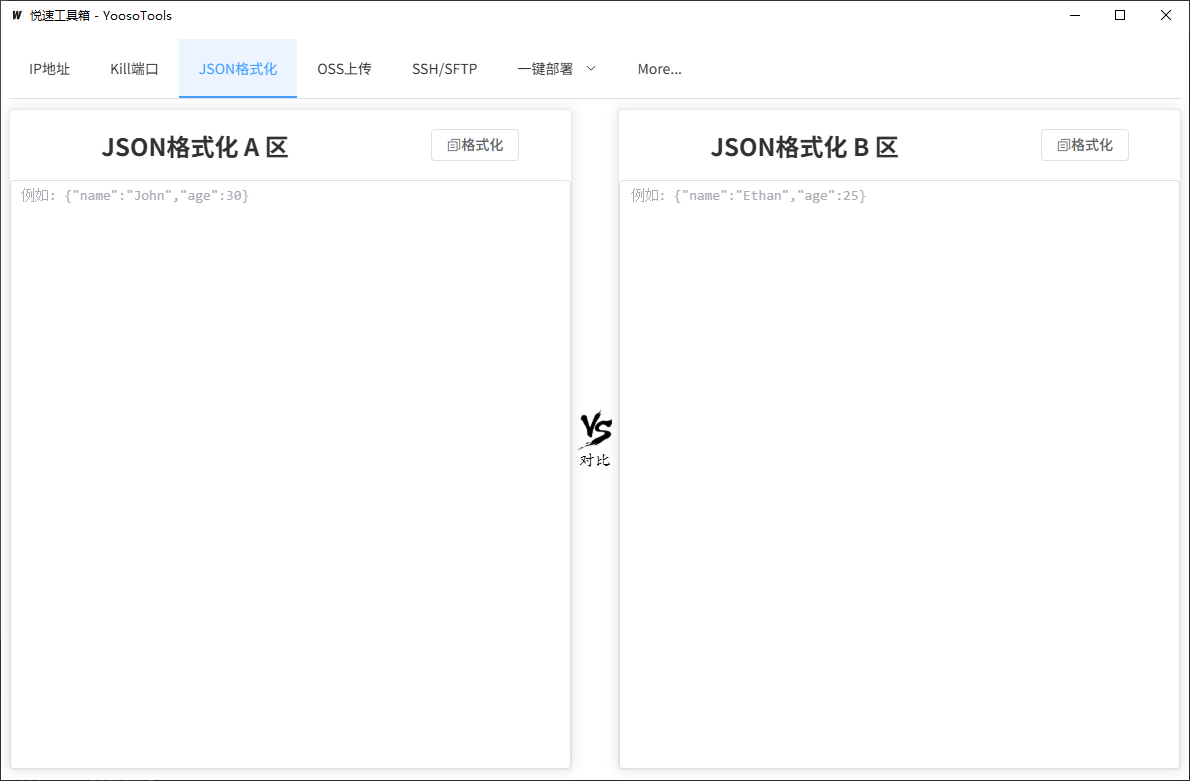 W 悦速工具箱 - YoosoTools
IP地址 Kill端口 JSON格式化 OSS上传 SSH/SFTP 一键部署 More...
JSON格式化 A 区 格式化
例如: {"name":"John","age":30}
VS
对比
JSON格式化 B 区 格式化
例如: {"name":"Ethan","age":25}